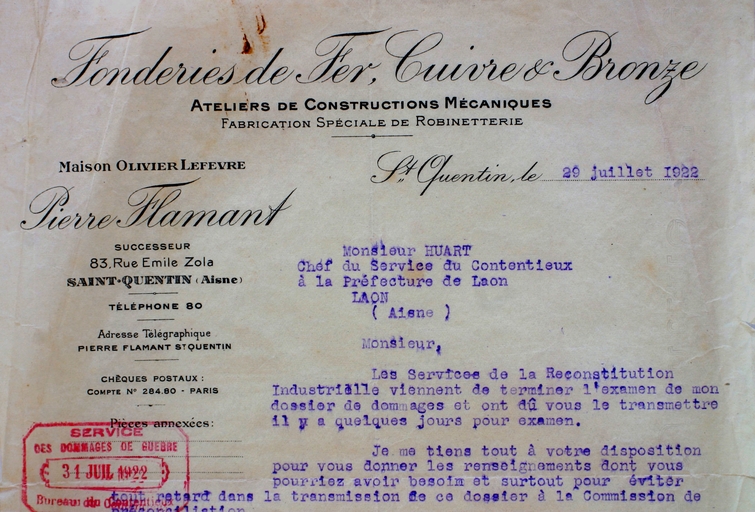 Fonderies de Fer, Cuivre & Bronze
ATELIERS DE CONSTRUCTIONS MÉCANIQUES
FABRICATION SPÉCIALE DE ROBINETTERIE
Maison OLIVIER LEFEVRE
Pierre Flamant
SUCCESSEUR
83, Rue Emile Zola
SAINT-QUENTIN (Aisne)
TÉLÉPHONE 80
Adresse Télégraphique
PIERRE FLAMANT ST QUENTIN
CHÈQUES POSTAUX :
COMPTE N° 284.80 - PARIS
Pièces annexées :
SERVICE
DES DOMMAGES DE GUERRE
31 JUIL 1922
Bureau du Contentieux
St Quentin, le 29 juillet 1922
Monsieur HUART
Chef du Service du Contentieux
à la Préfecture de Laon
LAON
( Aisne )
Monsieur,
Les Services de la Reconstitution
Industrielle viennent de terminer l'examen de mon
dossier de dommages et ont dû vous le transmettre
il y a quelques jours pour examen.
Je me tiens tout à votre disposition
pour vous donner les renseignements dont vous
pourriez avoir besoin et surtout pour éviter
tout retard dans la transmission de ce dossier à la Commission de
préconciliation